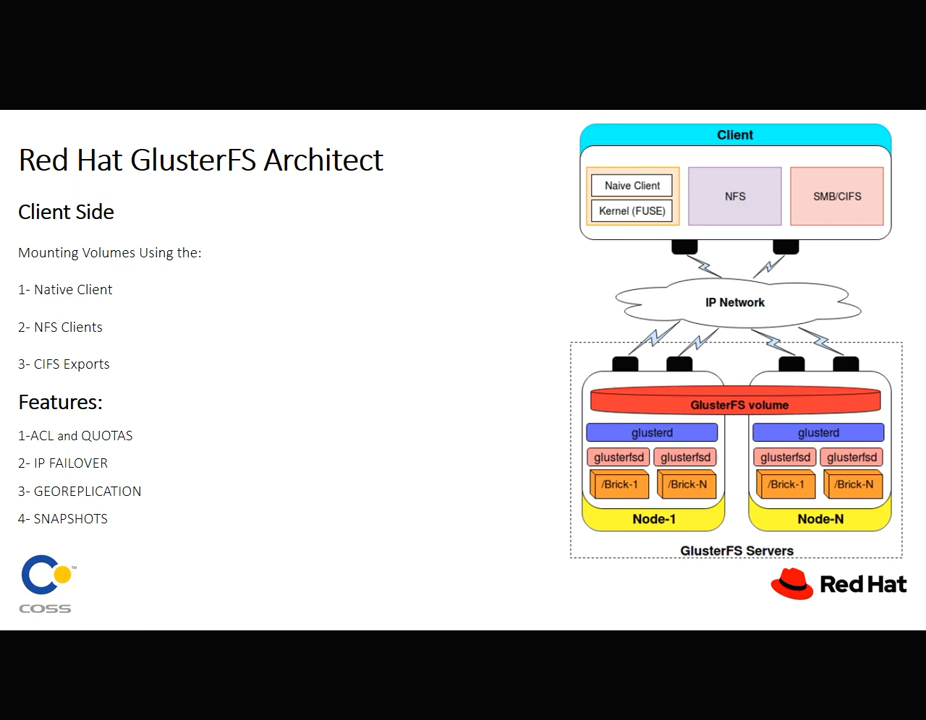 Red Hat GlusterFS Architect
Client Side
Mounting Volumes Using the:
1- Native Client
2- NFS Clients
3- CIFS Exports
Features:
1-ACL and QUOTAS
2- IP FAILOVER
3- GEOREPLICATION
4- SNAPSHOTS
COSS
TM
Client
Naive Client
Kernel (FUSE)
NFS
SMB/CIFS
IP Network
GlusterFS volume
glusterd
glusterd
glusterfsd
glusterfsd
glusterfsd
glusterfsd
/Brick-1
/Brick-N
/Brick-1
/Brick-N
Node-1
Node-N
GlusterFS Servers
Red Hat